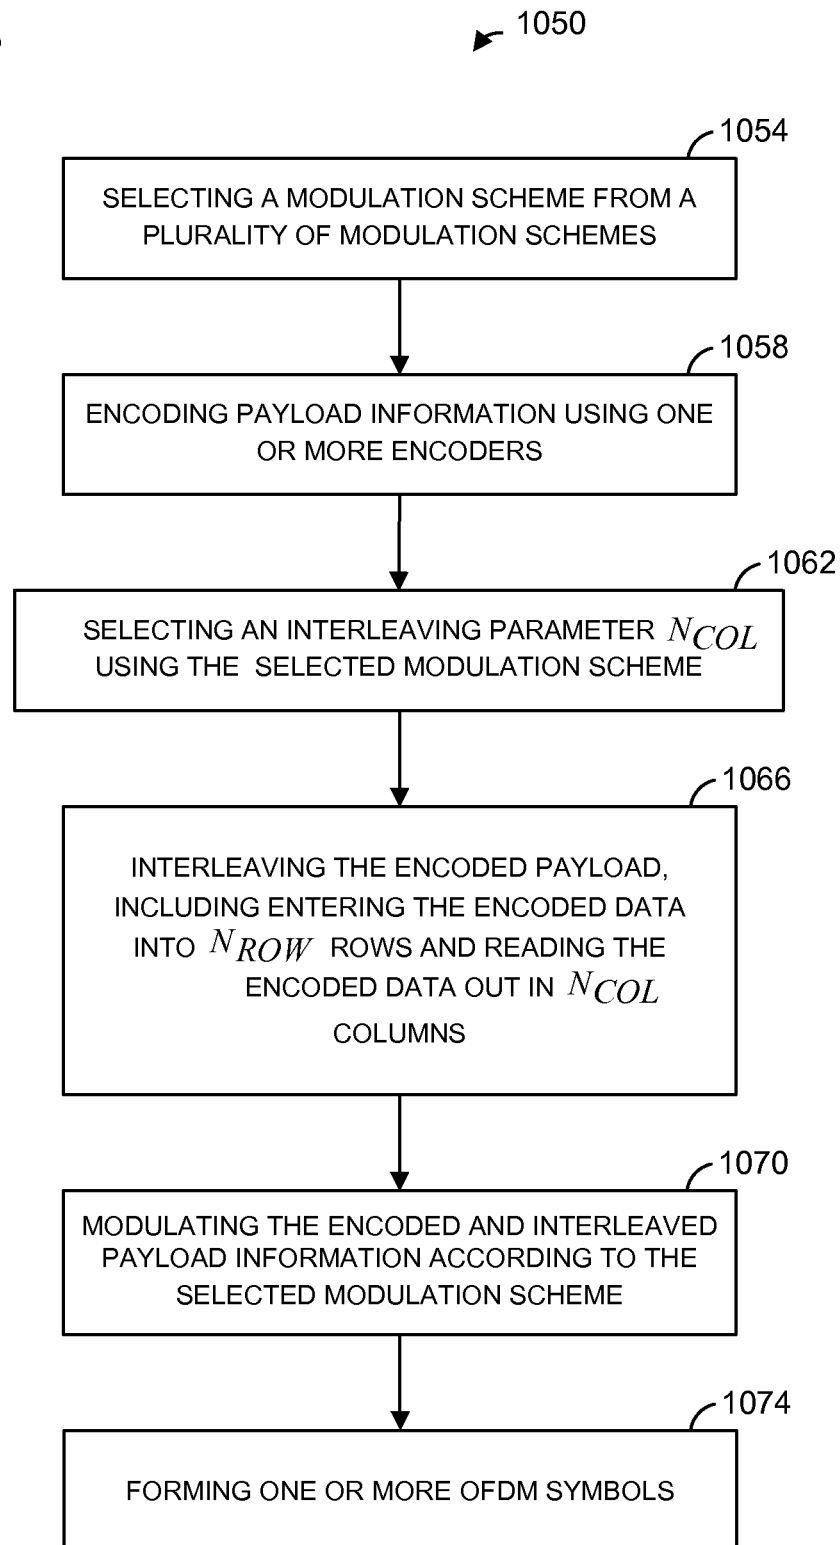 1050
1054
SELECTING A MODULATION SCHEME FROM A
PLURALITY OF MODULATION SCHEMES
1058
ENCODING PAYLOAD INFORMATION USING ONE
OR MORE ENCODERS
1062
SELECTING AN INTERLEAVING PARAMETER NCOL
USING THE SELECTED MODULATION SCHEME
1066
INTERLEAVING THE ENCODED PAYLOAD,
INCLUDING ENTERING THE ENCODED DATA
INTO NROW ROWS AND READING THE
ENCODED DATA OUT IN NCOL
COLUMNS
1070
MODULATING THE ENCODED AND INTERLEAVED
PAYLOAD INFORMATION ACCORDING TO THE
SELECTED MODULATION SCHEME
1074
FORMING ONE OR MORE OFDM SYMBOLS